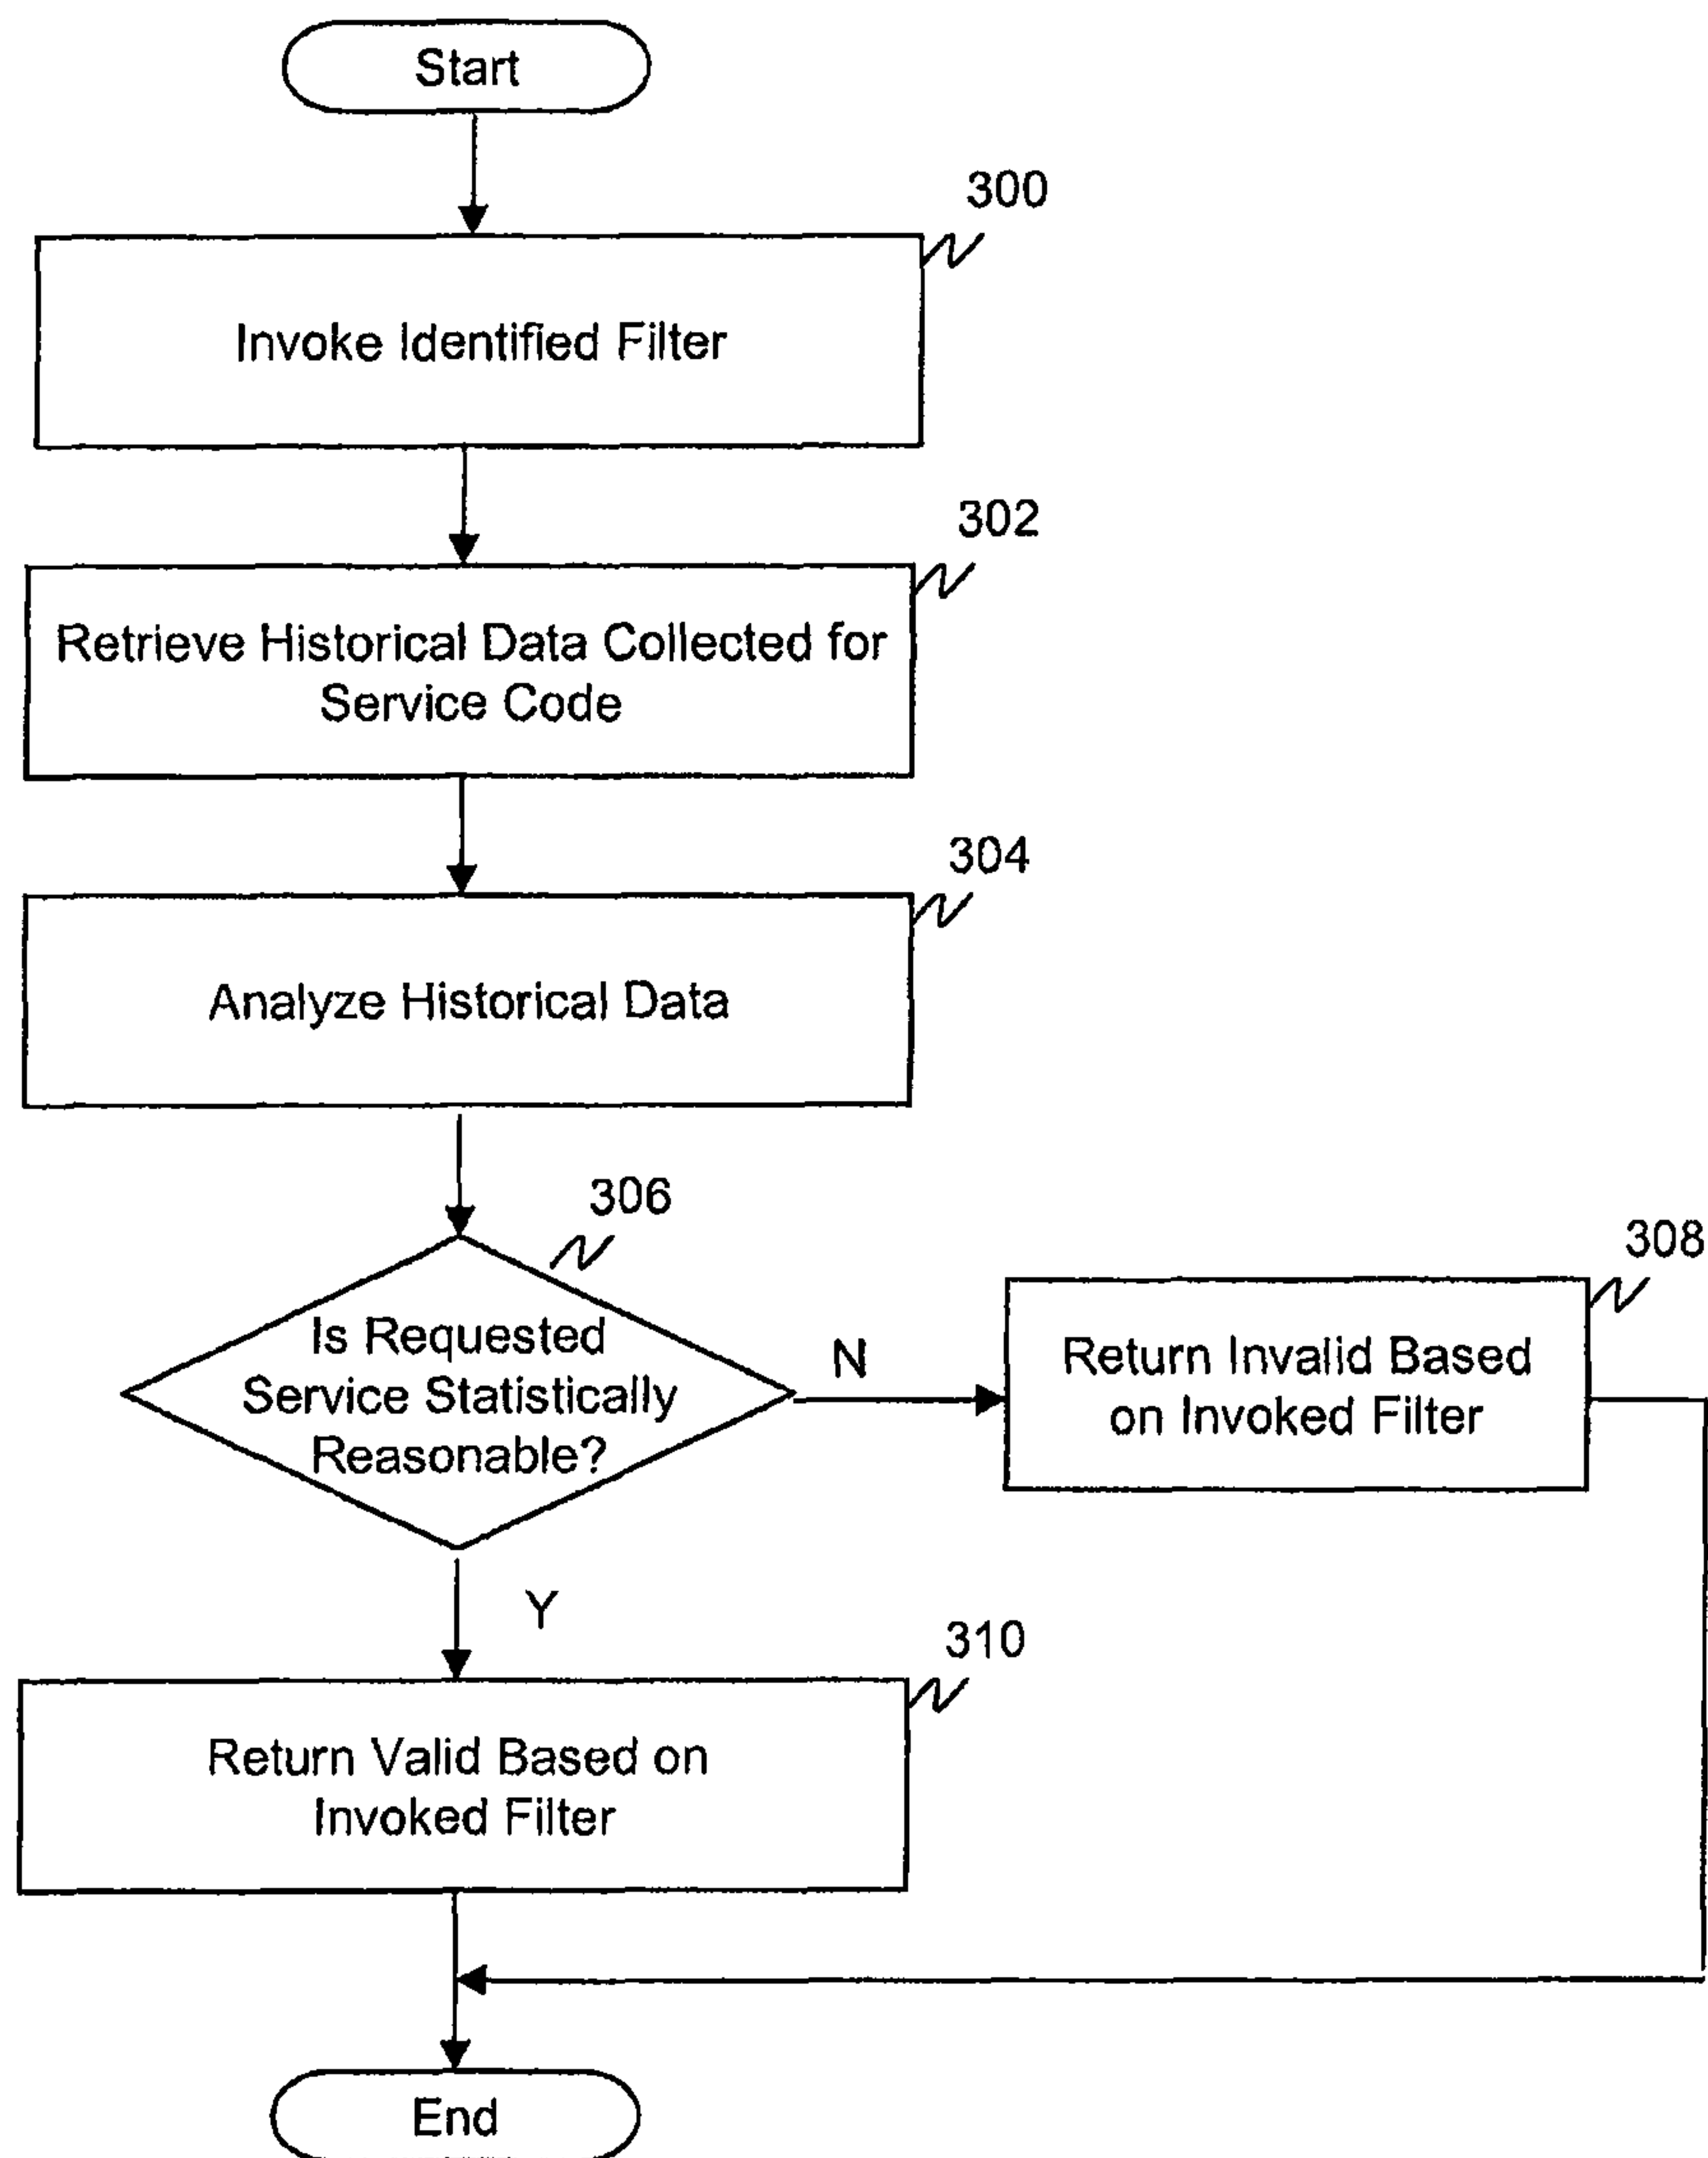 Start
300
Invoke Identified Filter
302
Retrieve Historical Data Collected for
Service Code
304
Analyze Historical Data
306
Is Requested
Service Statistically
Reasonable?
N
308
Return Invalid Based
on Invoked Filter
Y
310
Return Valid Based on
Invoked Filter
End